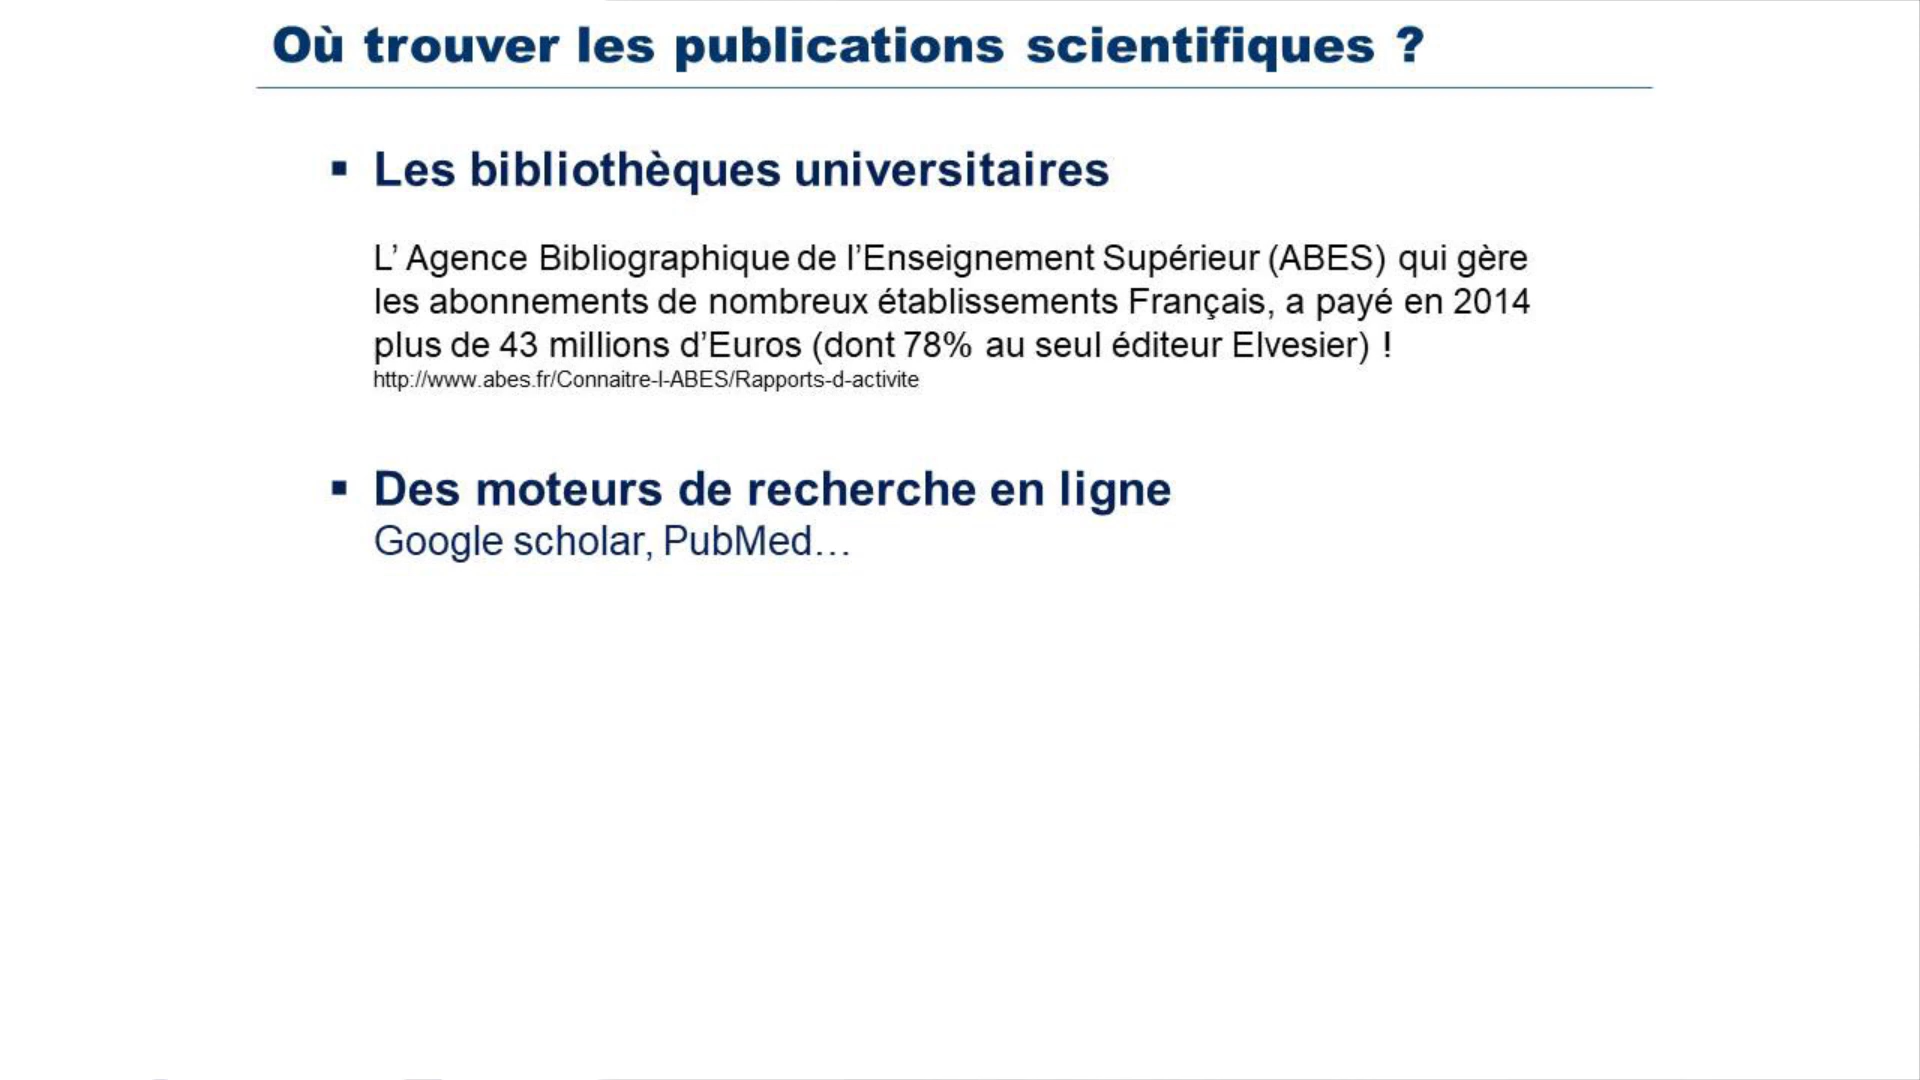 Où trouver les publications scientifiques ?
▪ Les bibliothèques universitaires
L’ Agence Bibliographique de l’Enseignement Supérieur (ABES) qui gère
les abonnements de nombreux établissements Français, a payé en 2014
plus de 43 millions d’Euros (dont 78% au seul éditeur Elvesier) !
http://www.abes.fr/Connaitre-l-ABES/Rapports-d-activite
▪ Des moteurs de recherche en ligne
Google scholar, PubMed…